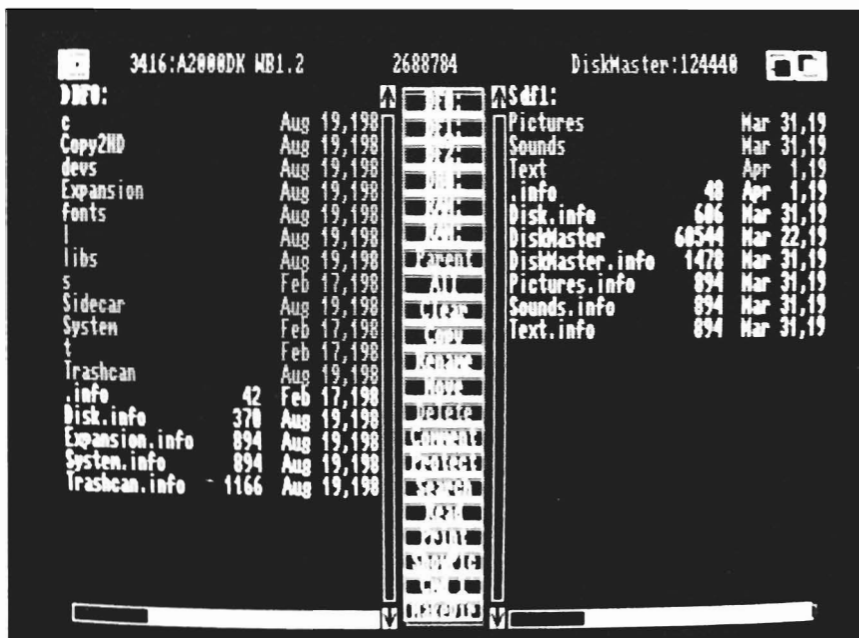 3416:A2000DK WB1.2 2688784 DiskMaster:124440
DF0:
c Aug 19,198
Copy2ND Aug 19,198
devs Aug 19,198
Expansion Aug 19,198
fonts Aug 19,198
l Aug 19,198
libs Aug 19,198
s Feb 17,198
Sidecar Aug 19,198
System Feb 17,198
t Feb 17,198
Trashcan Aug 19,198
.info 42 Feb 17,198
Disk.info 370 Aug 19,198
Expansion.info 894 Aug 19,198
System.info 894 Aug 19,198
Trashcan.info 1166 Aug 19,198
Parent
All
Clear
Copy
Rename
Move
Delete
Comment
Protect
Search
Read
Print
ShowPic
MakeDir
S df1:
Pictures Mar 31,19
Sounds Mar 31,19
Text Apr 1,19
.info 48 Apr 1,19
Disk.info 606 Mar 31,19
DiskMaster 60544 Mar 22,19
DiskMaster.info 1478 Mar 31,19
Pictures.info 894 Mar 31,19
Sounds.info 894 Mar 31,19
Text.info 894 Mar 31,19